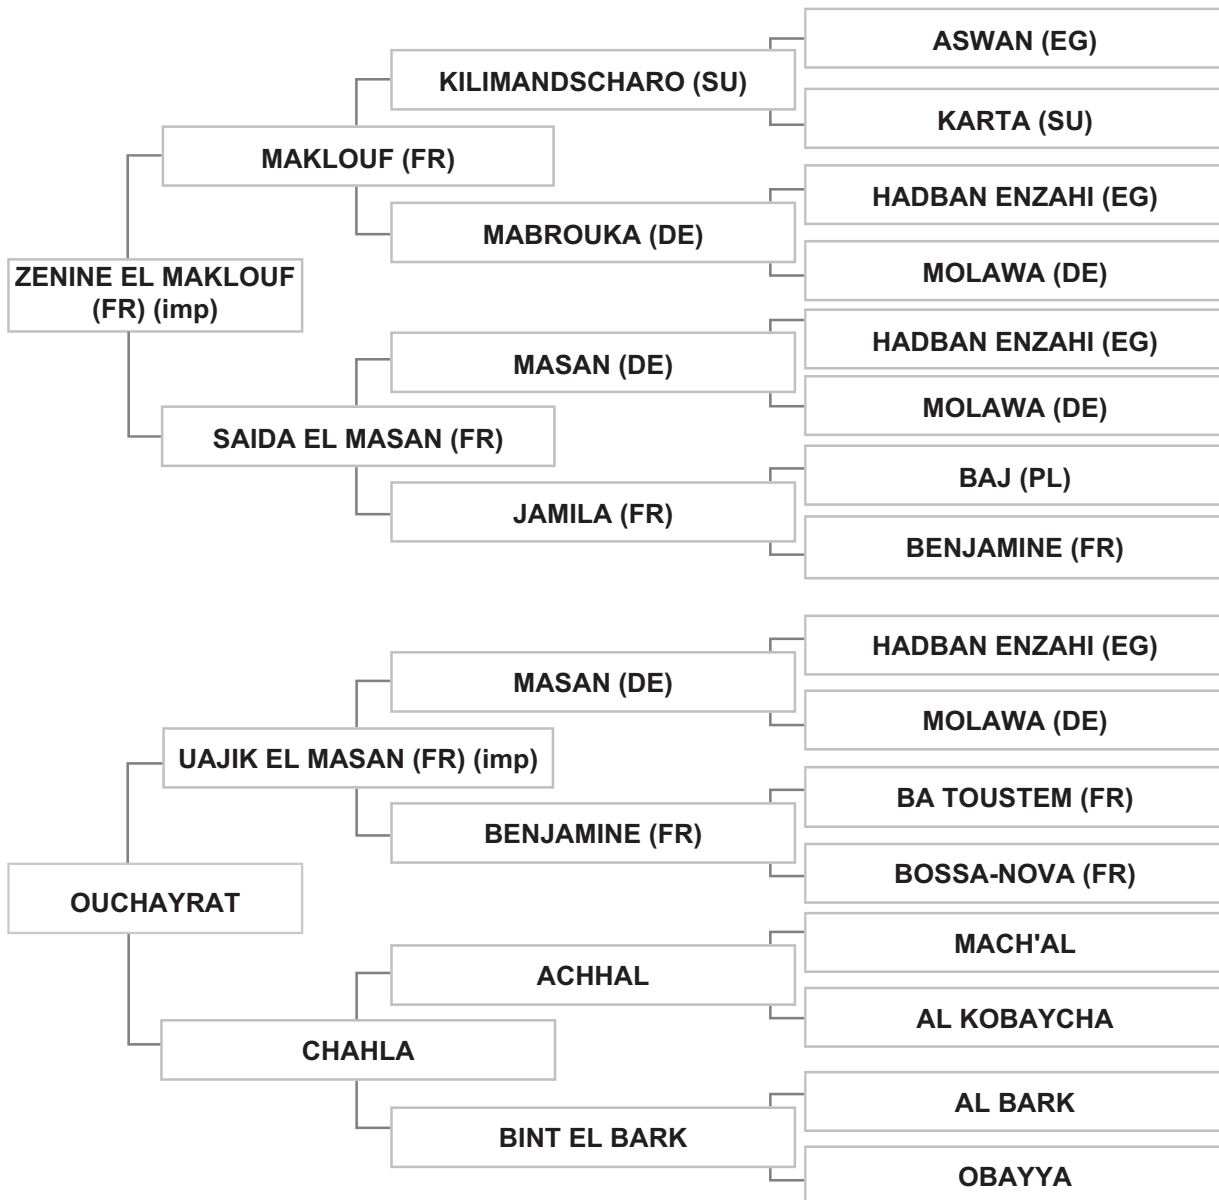 ASWAN (EG)
KILIMANDSCHARO (SU)
KARTA (SU)
MAKLOUF (FR)
HADBAN ENZAHI (EG)
MABROUKA (DE)
MOLAWA (DE)
ZENINE EL MAKLOUF
(FR) (imp)
HADBAN ENZAHI (EG)
MASAN (DE)
MOLAWA (DE)
SAIDA EL MASAN (FR)
BAJ (PL)
JAMILA (FR)
BENJAMINE (FR)
HADBAN ENZAHI (EG)
MASAN (DE)
MOLAWA (DE)
UAJIK EL MASAN (FR) (imp)
BA TOUSTEM (FR)
BENJAMINE (FR)
BOSSA-NOVA (FR)
OUCHAYRAT
MACH'AL
ACHHAL
AL KOBAYCHA
CHAHLA
AL BARK
BINT EL BARK
OBAYYA